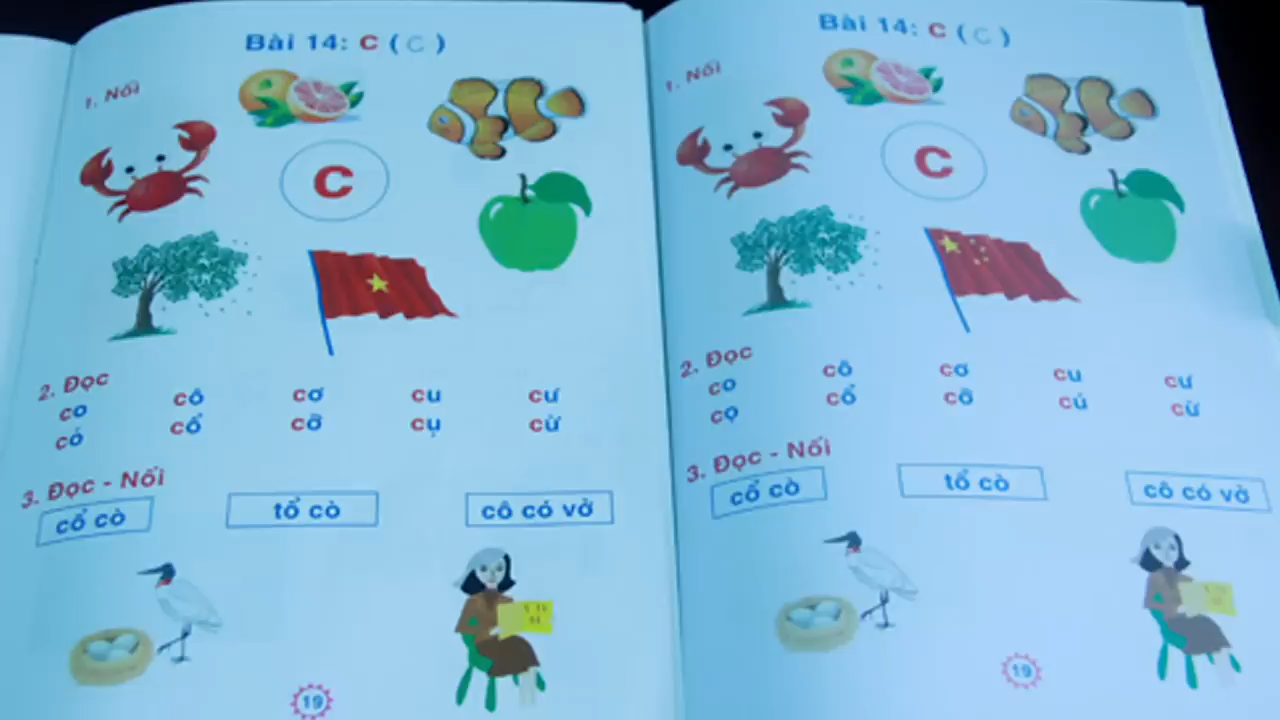 Bài 14: C ( C )
1. Nối
C
2. Đọc
co cô cơ cu cư
có cổ cỡ cụ cừ
3. Đọc - Nối
cổ cò tổ cò cô có vở
19
Bài 14: C ( C )
1. Nối
C
2. Đọc
co cô cơ cu cư
cọ cổ cỡ cú cừ
3. Đọc - Nối
cổ cò tổ cò cô có vở
19